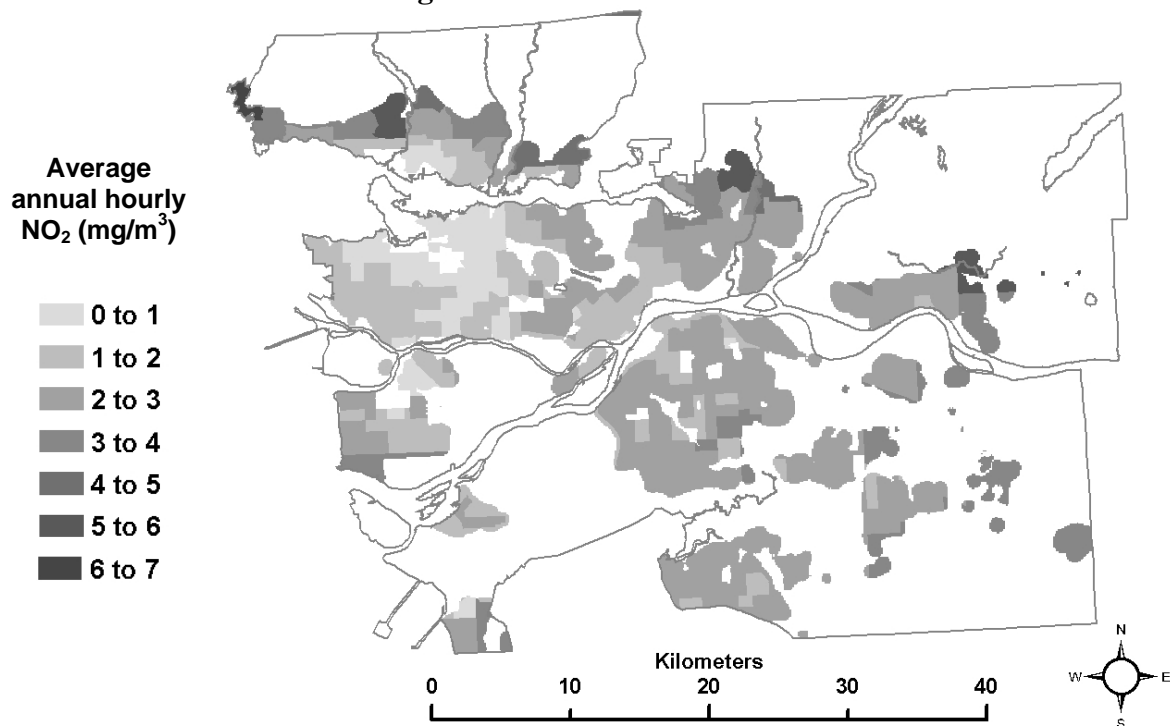 g
Average
annual hourly
NO₂ (mg/m³)
0 to 1
1 to 2
2 to 3
3 to 4
4 to 5
5 to 6
6 to 7
Kilometers
0 10 20 30 40
N
W E
S